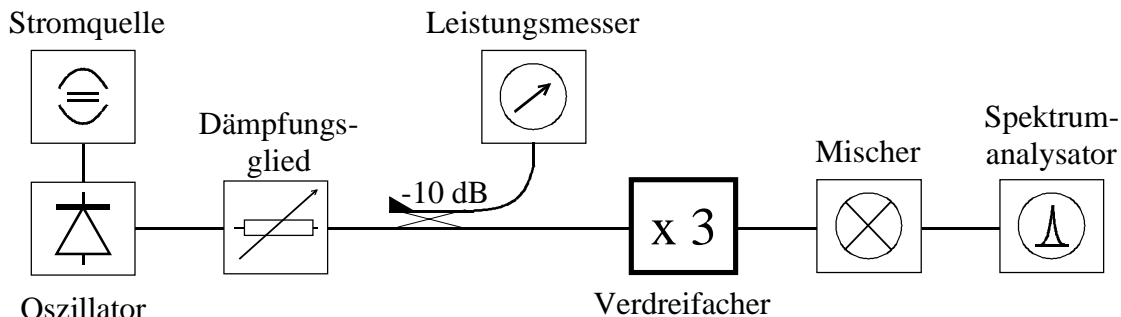 Stromquelle
Leistungsmesser
Dämpfungs-
glied
Spektrum-
analysator
Mischer
-10 dB
x 3
Oszillator
Verdreifacher